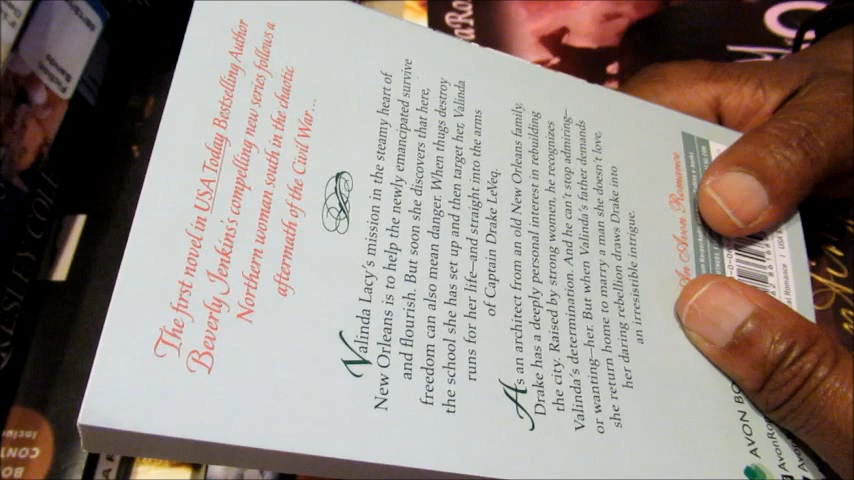 The first novel in USA Today Bestselling Author
Beverly Jenkins's compelling new series follows a
Northern woman south in the chaotic
aftermath of the Civil War...
Valinda Lacy's mission in the steamy heart of
New Orleans is to help the newly emancipated survive
and flourish. But soon she discovers that here,
freedom can also mean danger. When thugs destroy
the school she has set up and then target her, Valinda
runs for her life—and straight into the arms
of Captain Drake LeVeq.
As an architect from an old New Orleans family,
Drake has a deeply personal interest in rebuilding
the city. Raised by strong women, he recognizes
Valinda's determination. And he can't stop admiring—
or wanting—her. But when Valinda's father demands
she return home to marry a man she doesn't love,
her daring rebellion draws Drake into
an irresistible intrigue.
An Avon Romance
AVON BO
AvonRo